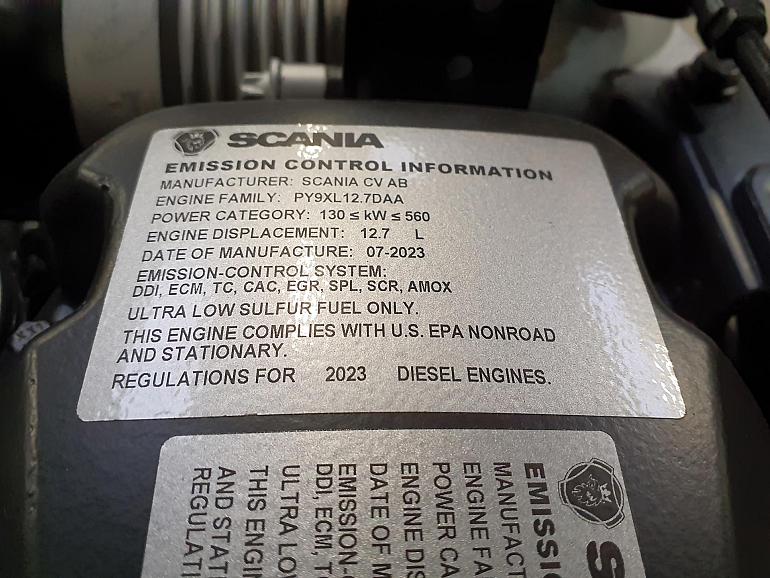 SCANIA
EMISSION CONTROL INFORMATION
MANUFACTURER: SCANIA CV AB
ENGINE FAMILY: PY9XL12.7DAA
POWER CATEGORY: 130 ≤ kW ≤ 560
ENGINE DISPLACEMENT: 12.7 L
DATE OF MANUFACTURE: 07-2023
EMISSION-CONTROL SYSTEM:
DDI, ECM, TC, CAC, EGR, SPL, SCR, AMOX
ULTRA LOW SULFUR FUEL ONLY.
THIS ENGINE COMPLIES WITH U.S. EPA NONROAD
AND STATIONARY.
REGULATIONS FOR 2023 DIESEL ENGINES.
S
EMISSI
MANUFACT
ENGINE FA
POWER CA
ENGINE DIS
DATE OF M
EMISSION-
DDI, ECM, T
ULTRA LO
THIS ENGIN
AND STAT
REGULATI